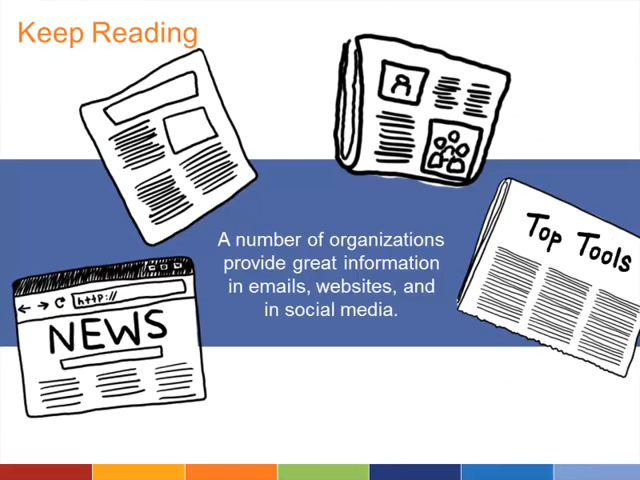 Keep Reading
A number of organizations
provide great information
in emails, websites, and
in social media.
Top Tools
http://
NEWS